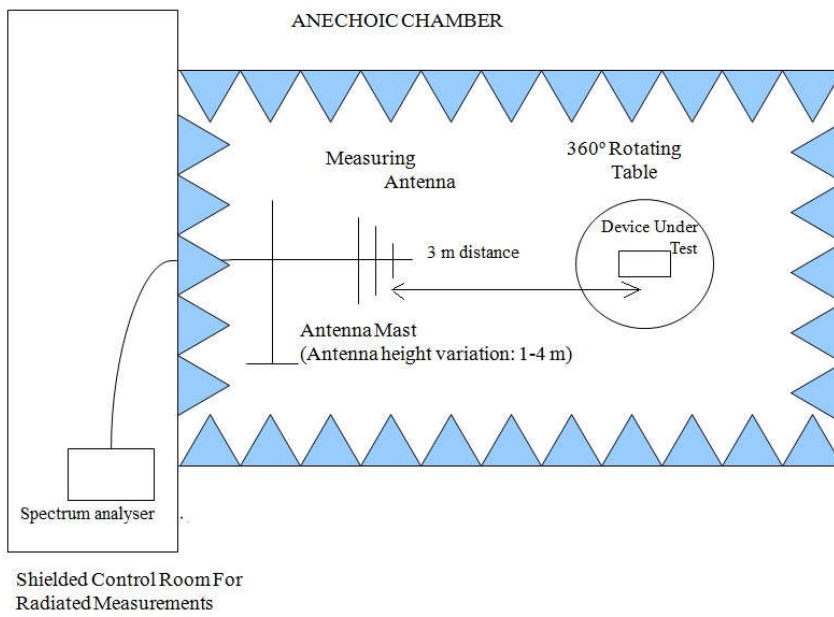 ANECHOIC CHAMBER
Measuring
Antenna
360º Rotating
Table
Device Under
Test
3 m distance
Antenna Mast
(Antenna height variation: 1-4 m)
Spectrum analyser
Shielded Control Room For
Radiated Measurements